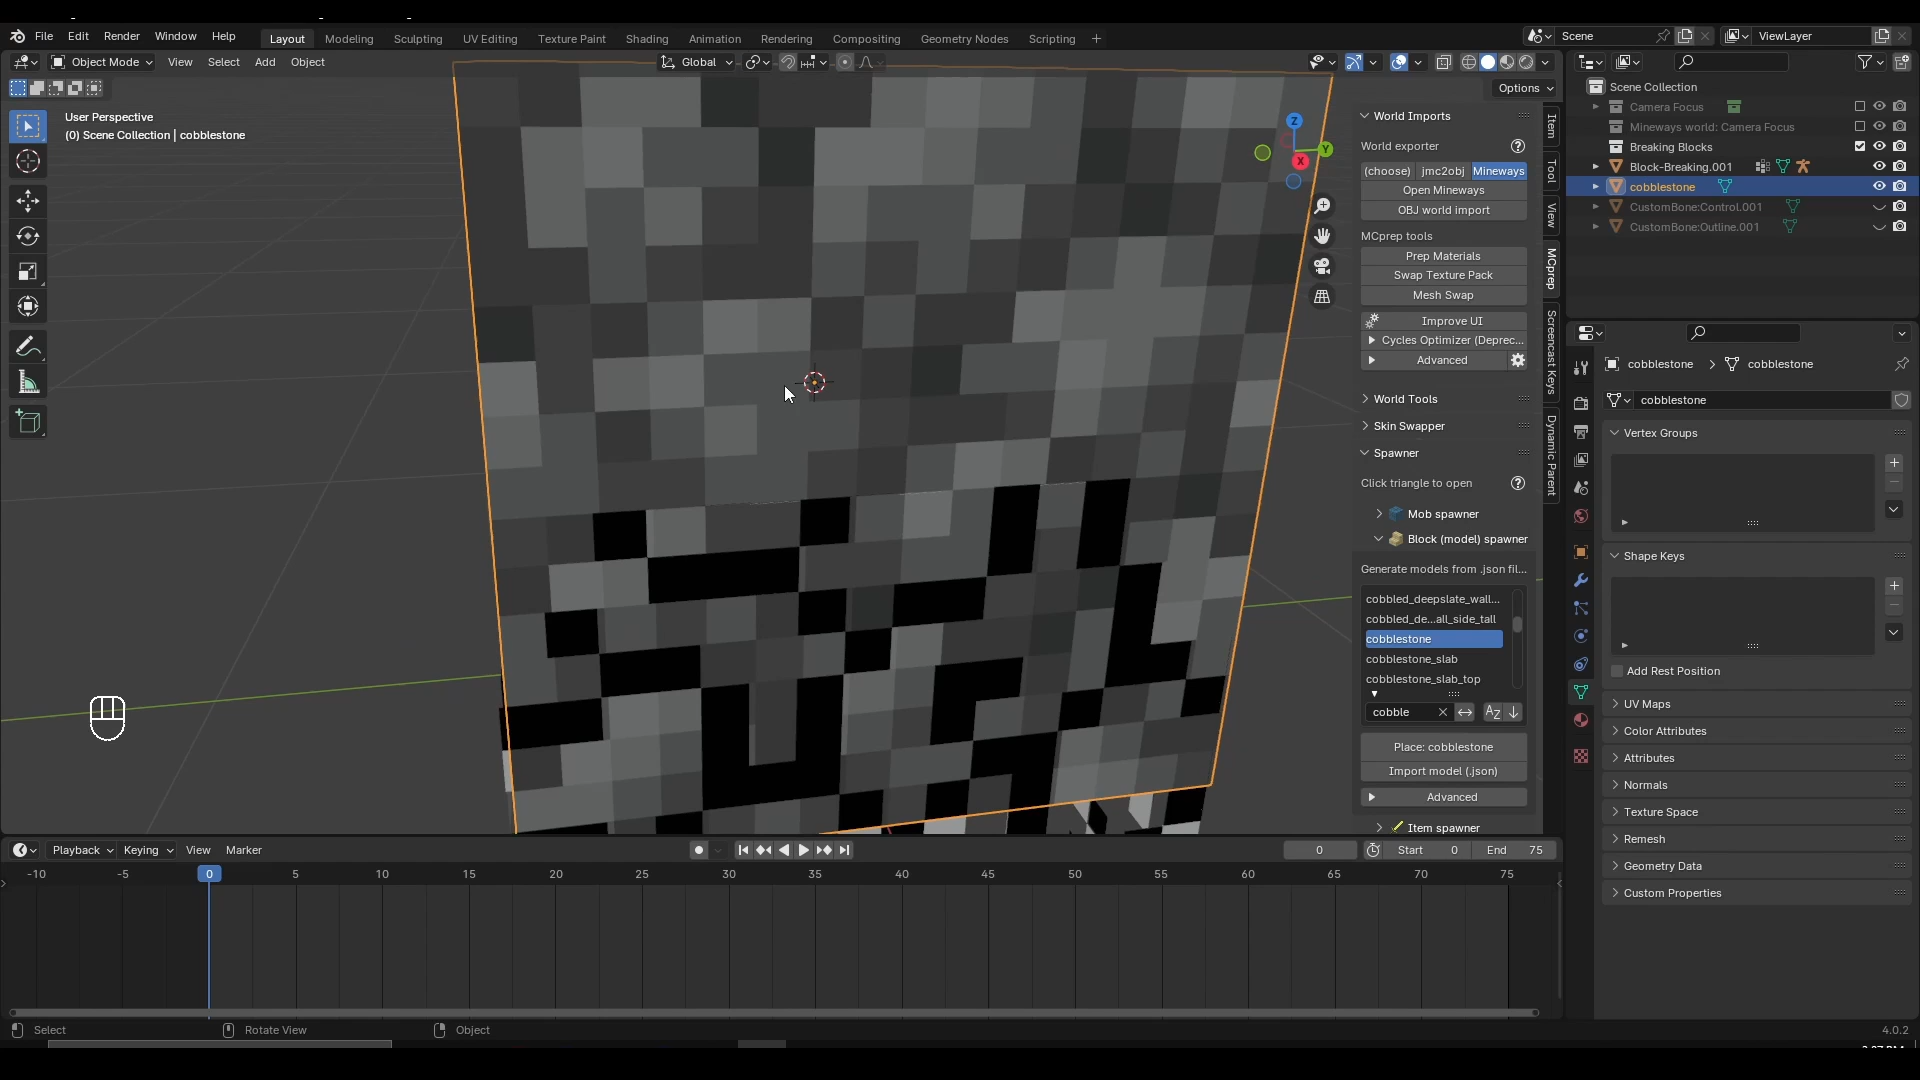 File Edit Render Window Help Layout Modeling Sculpting UV Editing Texture Paint Shading Animation Rendering Compositing Geometry Nodes Scripting + Scene ViewLayer
Object Mode View Select Add Object Global
Options
User Perspective
(0) Scene Collection | cobblestone
Z
Y
X
World Imports
World exporter ?
(choose) jmc2obj Mineways
Open Mineways
OBJ world import
MCprep tools
Prep Materials
Swap Texture Pack
Mesh Swap
Improve UI
Cycles Optimizer (Deprec...
Advanced
World Tools
Skin Swapper
Spawner
Click triangle to open ?
Mob spawner
Block (model) spawner
Generate models from .json fil...
cobbled_deepslate_wall...
cobbled_de...all_side_tall
cobblestone
cobblestone_slab
cobblestone_slab_top
cobble
Place: cobblestone
Import model (.json)
Advanced
Item spawner
Item
Tool
View
MCprep
Screencast Keys
Dynamic Parent
Scene Collection
Camera Focus
Mineways world: Camera Focus
Breaking Blocks
Block-Breaking.001
cobblestone
CustomBone:Control.001
CustomBone:Outline.001
cobblestone > cobblestone
cobblestone
Vertex Groups
Shape Keys
Add Rest Position
UV Maps
Color Attributes
Attributes
Normals
Texture Space
Remesh
Geometry Data
Custom Properties
Playback Keying View Marker 0 Start 0 End 75
-10 -5 0 5 10 15 20 25 30 35 40 45 50 55 60 65 70 75
Select Rotate View Object 4.0.2